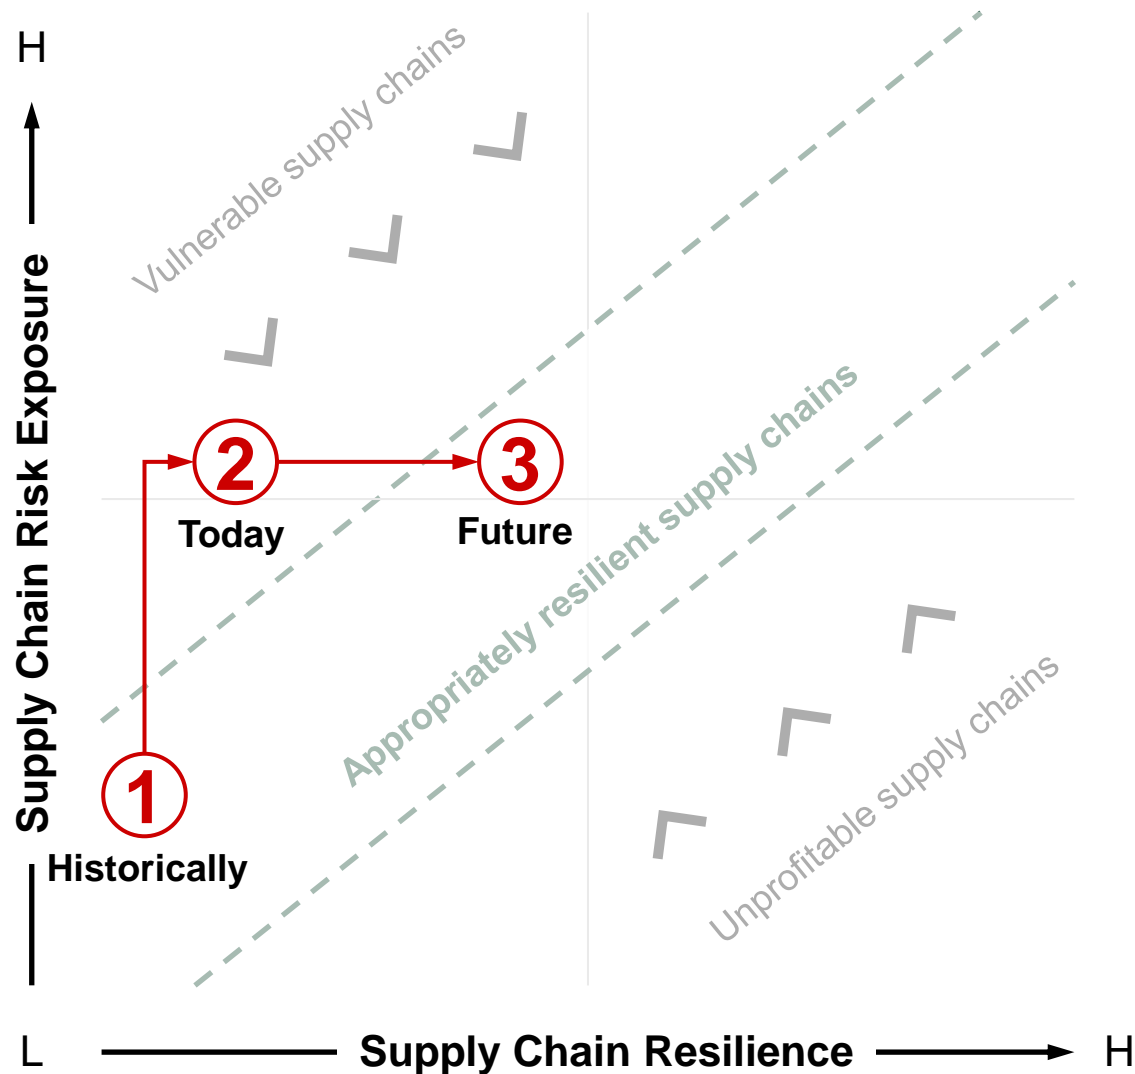 H
Vulnerable supply chains
Supply Chain Risk Exposure
2
Today
3
Future
Appropriately resilient supply chains
1
Historically
Unprofitable supply chains
L
Supply Chain Resilience
H